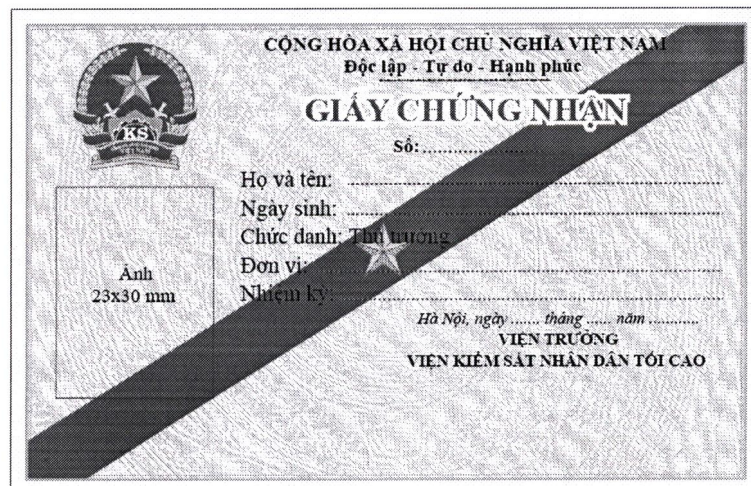 CỘNG HÒA XÃ HỘI CHỦ NGHĨA VIỆT NAM
Độc lập - Tự do - Hạnh phúc
GIẤY CHỨNG NHẬN
Số: ....................
KS
Họ và tên: ....................
Ngày sinh: ....................
Chức danh: Thủ trưởng
Đơn vị: ....................
Nhiệm kỳ: ....................
Ảnh
23x30 mm
Hà Nội, ngày ....... tháng ...... năm ............
VIỆN TRƯỞNG
VIỆN KIỂM SÁT NHÂN DÂN TỐI CAO